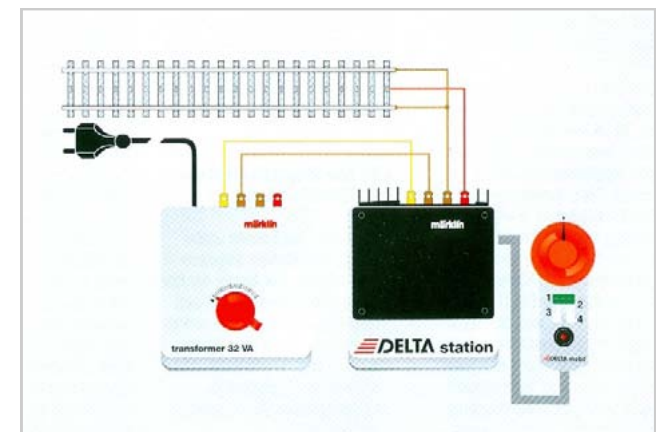 märklin
märklin
transformer 32 VA
DELTA station
1 2
3 4
DELTA mobil